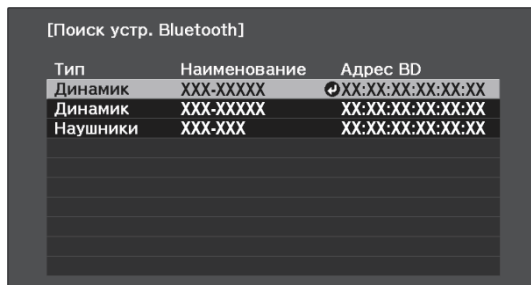 [Поиск устр. Bluetooth]
Тип Наименование Адрес BD
Динамик XXX-XXXXX XX:XX:XX:XX:XX:XX
Динамик XXX-XXXXX XX:XX:XX:XX:XX:XX
Наушники XXX-XXX XX:XX:XX:XX:XX:XX